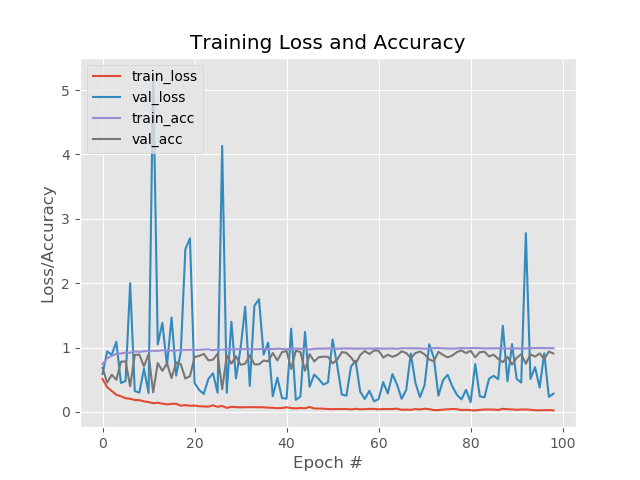 Training Loss and Accuracy
train_loss
val_loss
train_acc
val_acc
Loss/Accuracy
5
4
3
2
1
0
0 20 40 60 80 100
Epoch #